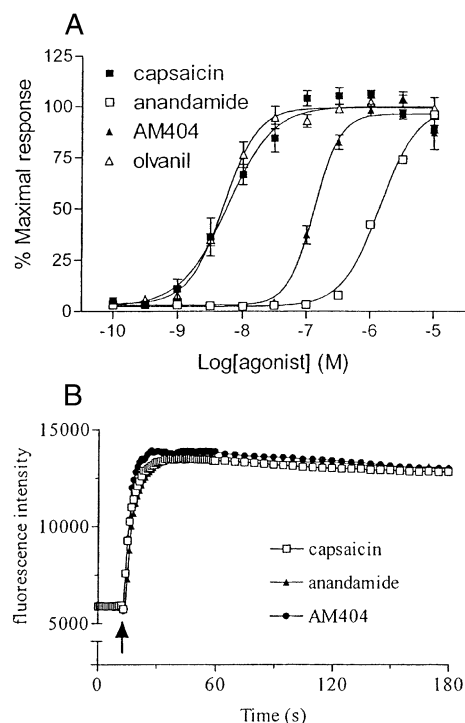 A
capsaicin
anandamide
AM404
olvanil
% Maximal response
125
100
75
50
25
0
-10 -9 -8 -7 -6 -5
Log[agonist] (M)
B
fluorescence intensity
15000
10000
5000
capsaicin
anandamide
AM404
0 60 120 180
Time (s)